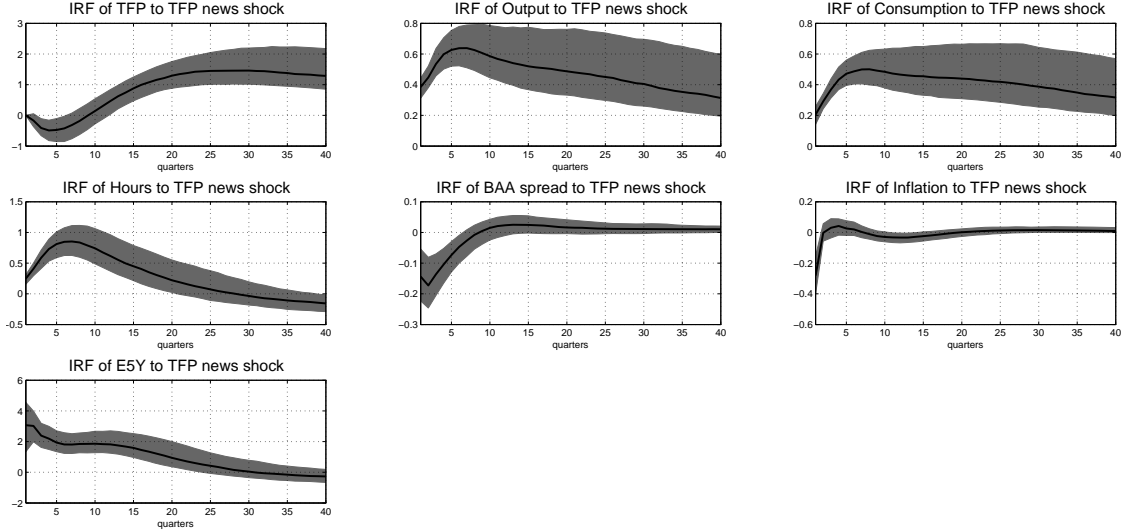 IRF of TFP to TFP news shock
3
2
1
0
−1
5 10 15 20 25 30 35 40
quarters
IRF of Output to TFP news shock
0.8
0.6
0.4
0.2
0
5 10 15 20 25 30 35 40
quarters
IRF of Consumption to TFP news shock
0.8
0.6
0.4
0.2
0
5 10 15 20 25 30 35 40
quarters
IRF of Hours to TFP news shock
1.5
1
0.5
0
−0.5
5 10 15 20 25 30 35 40
quarters
IRF of BAA spread to TFP news shock
0.1
0
−0.1
−0.2
−0.3
5 10 15 20 25 30 35 40
quarters
IRF of Inflation to TFP news shock
0.2
0
−0.2
−0.4
−0.6
5 10 15 20 25 30 35 40
quarters
IRF of E5Y to TFP news shock
6
4
2
0
−2
5 10 15 20 25 30 35 40
quarters